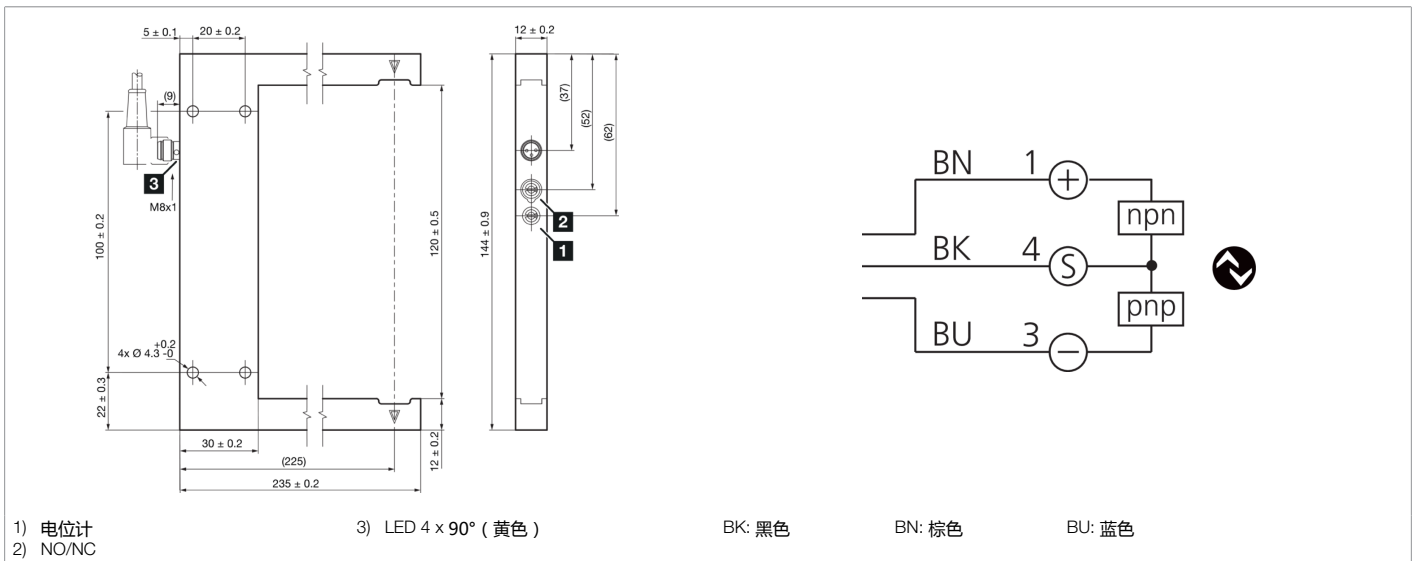 5 ± 0.1
20 ± 0.2
12 ± 0.2
(9)
(37)
(52)
(62)
3
M8x1
100 ± 0.2
120 ± 0.5
144 ± 0.9
2
1
4x Ø 4.3 +0.2 -0
22 ± 0.3
30 ± 0.2
12 ± 0.2
(225)
235 ± 0.2
BN 1 +
npn
BK 4 S
pnp
BU 3 −
1) 电位计
2) NO/NC
3) LED 4 x 90°（黄色）
BK: 黑色
BN: 棕色
BU: 蓝色